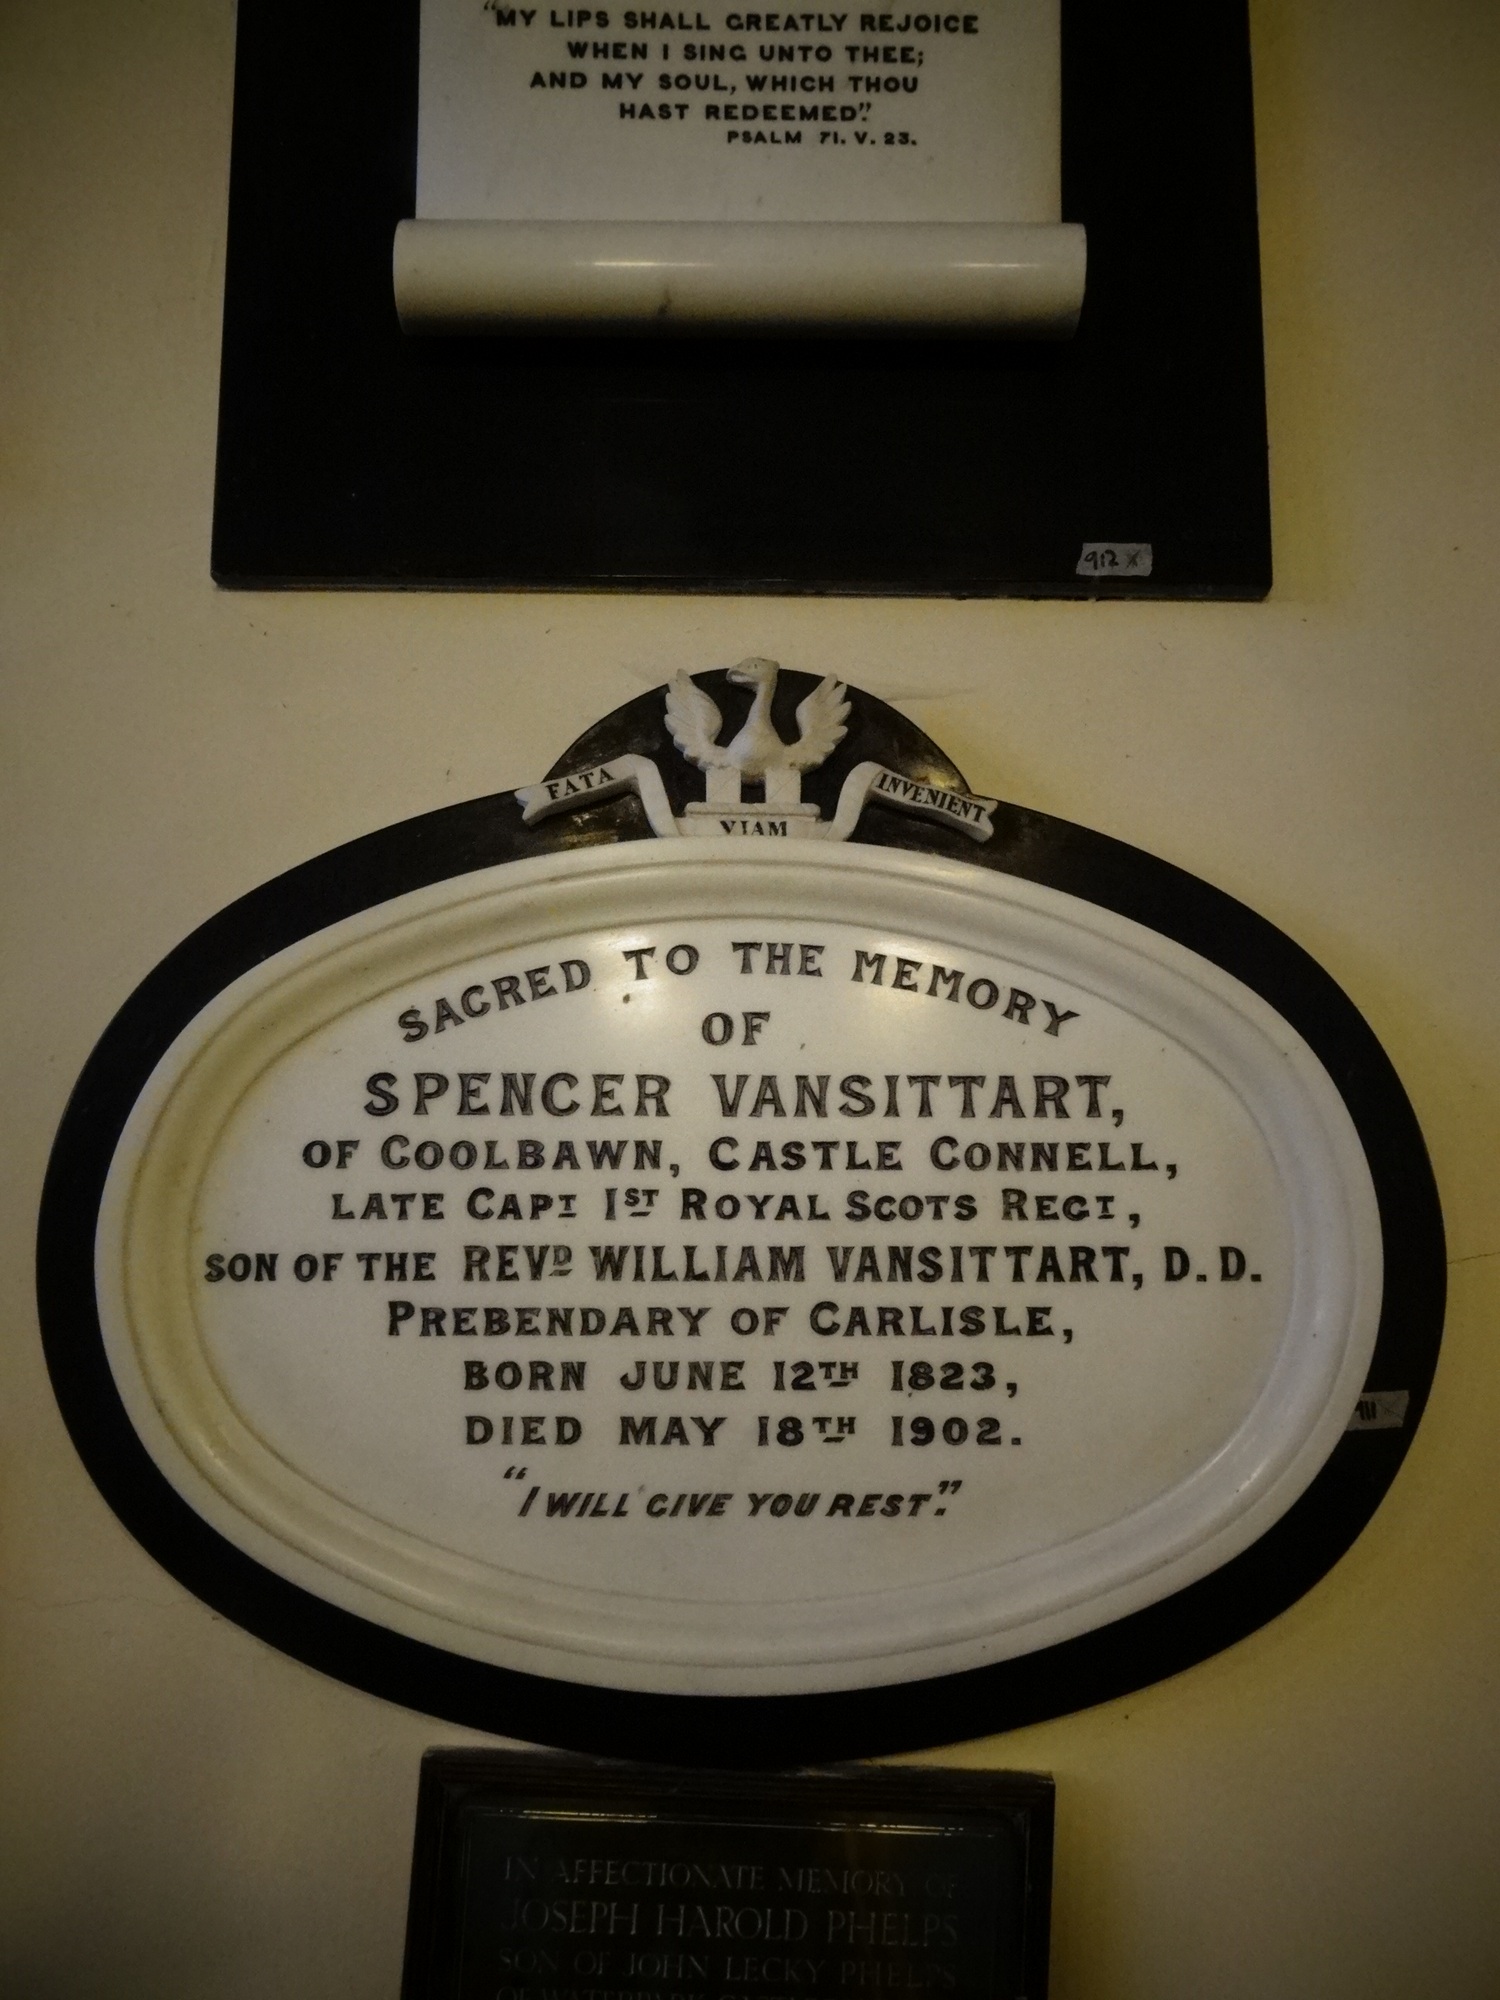 "MY LIPS SHALL GREATLY REJOICE
WHEN I SING UNTO THEE;
AND MY SOUL, WHICH THOU
HAST REDEEMED".
PSALM 71. V. 23.
912 X
FATA VIAM INVENIENT
SACRED TO THE MEMORY
OF
SPENCER VANSITTART,
OF COOLBAWN, CASTLE CONNELL,
LATE CAPT 1ST ROYAL SCOTS REGT,
SON OF THE REVD WILLIAM VANSITTART, D.D.
PREBENDARY OF CARLISLE,
BORN JUNE 12TH 1823,
DIED MAY 18TH 1902.
"I WILL GIVE YOU REST."
IN AFFECTIONATE MEMORY OF
JOSEPH HAROLD PHELPS
SON OF JOHN LECKY PHELPS